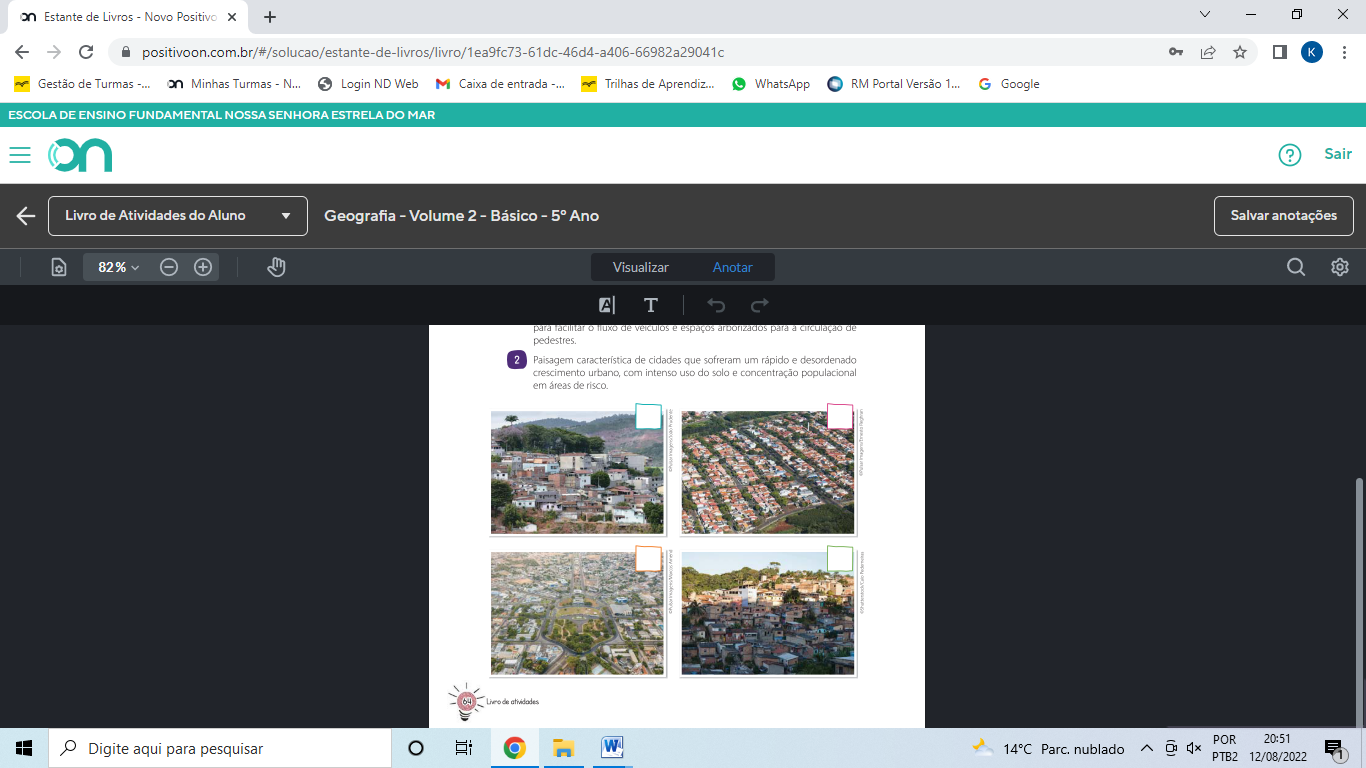 Estante de Livros - Novo Positivo
positivoon.com.br/#/solucao/estante-de-livros/livro/1ea9fc73-61dc-46d4-a406-66982a29041c
K
Gestão de Turmas -... Minhas Turmas - N... Login ND Web Caixa de entrada -... Trilhas de Aprendiz... WhatsApp RM Portal Versão 1... Google
ESCOLA DE ENSINO FUNDAMENTAL NOSSA SENHORA ESTRELA DO MAR
on
Sair
Livro de Atividades do Aluno Geografia - Volume 2 - Básico - 5º Ano Salvar anotações
82% Visualizar Anotar
A T
para facilitar o fluxo de veículos e espaços arborizados para a circulação de
pedestres.
2 Paisagem característica de cidades que sofreram um rápido e desordenado
crescimento urbano, com intenso uso do solo e concentração populacional
em áreas de risco.
64 Livro de atividades
Digite aqui para pesquisar
14°C Parc. nublado
POR
PTB2
20:51
12/08/2022
1